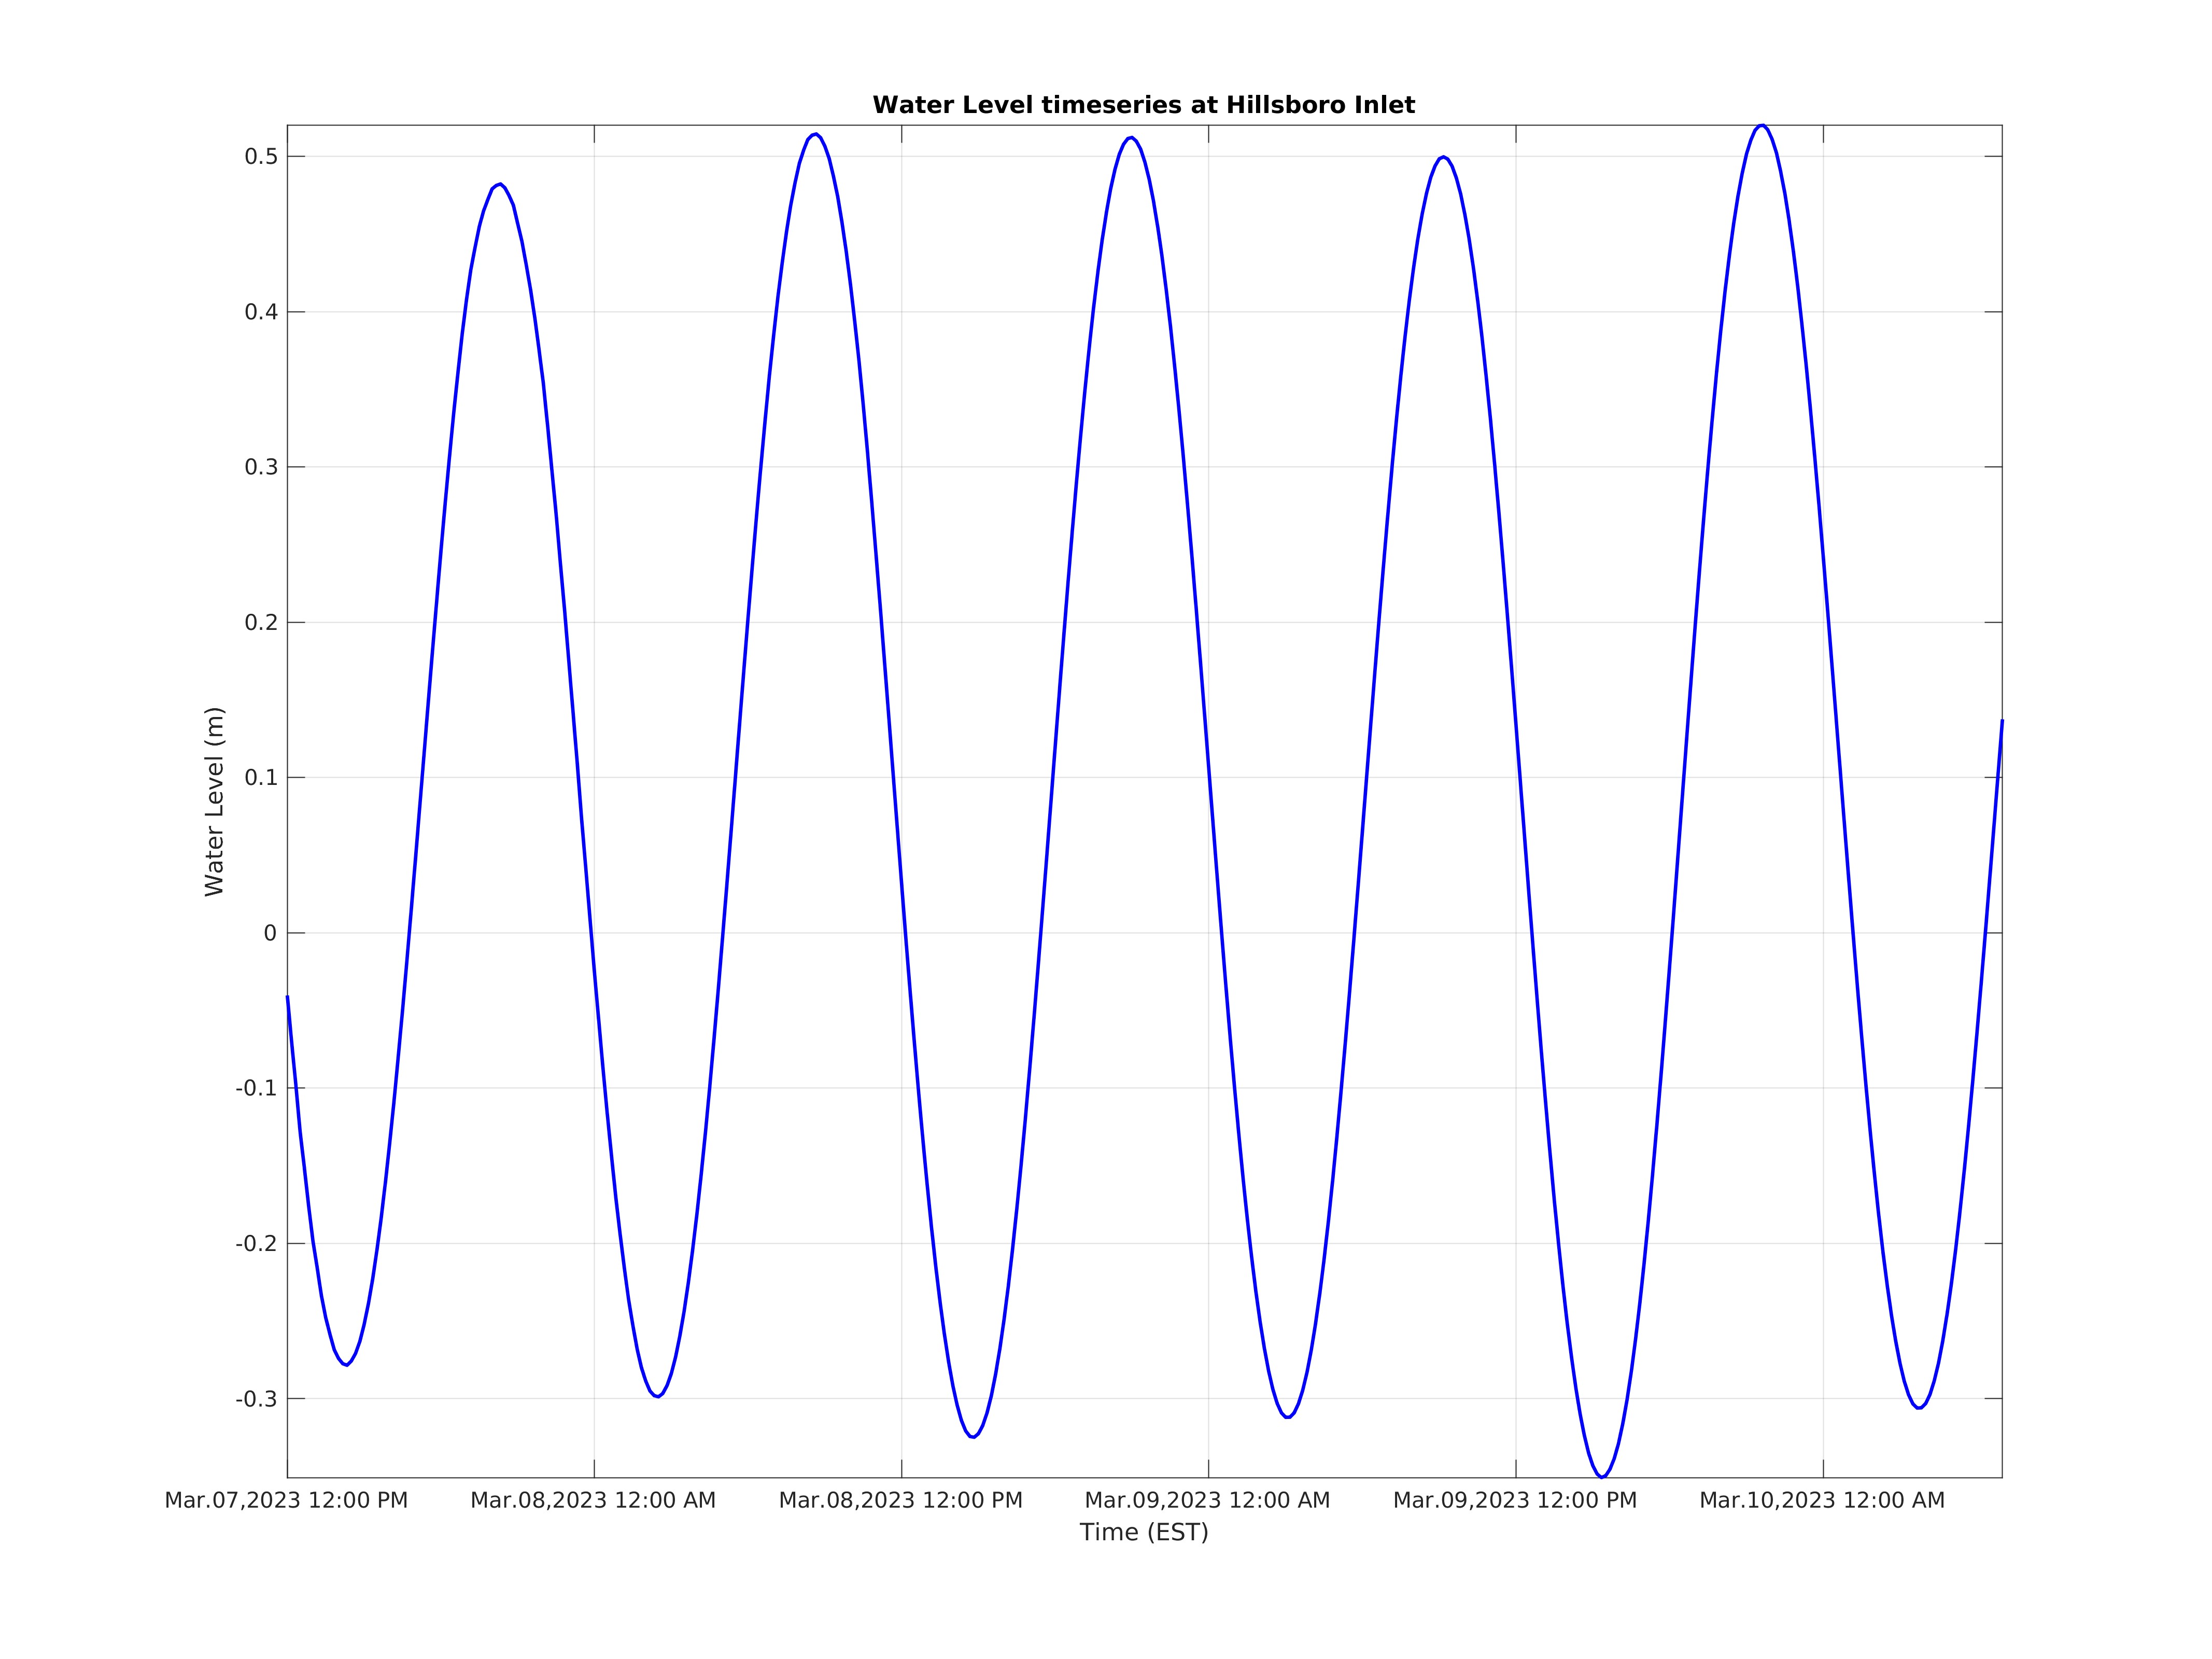 Water Level timeseries at Hillsboro Inlet
0.5
0.4
0.3
0.2
0.1
0
-0.1
-0.2
-0.3
Water Level (m)
Mar.07,2023 12:00 PM Mar.08,2023 12:00 AM Mar.08,2023 12:00 PM Mar.09,2023 12:00 AM Mar.09,2023 12:00 PM Mar.10,2023 12:00 AM
Time (EST)